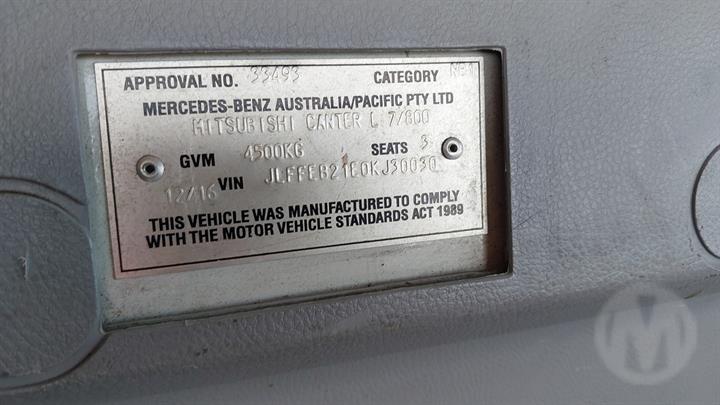 APPROVAL NO. 33493 CATEGORY NB1
MERCEDES-BENZ AUSTRALIA/PACIFIC PTY LTD
MITSUBISHI CANTER L 7/800
GVM 4500KG SEATS 3
12/16 VIN JLFFEB21E0KJ30030
THIS VEHICLE WAS MANUFACTURED TO COMPLY
WITH THE MOTOR VEHICLE STANDARDS ACT 1989
M